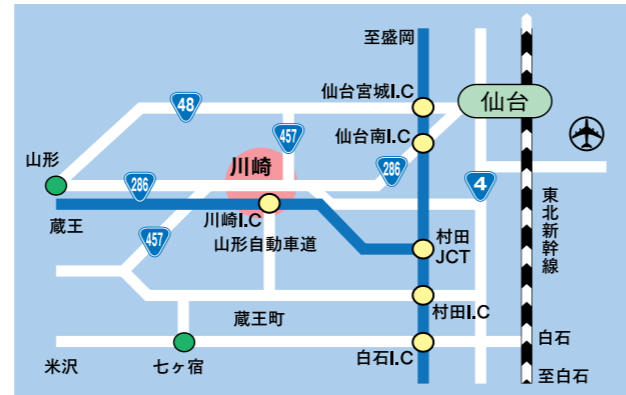 至盛岡
仙台宮城I.C
仙台
48
仙台南I.C
457
川崎
山形
286
286
4
蔵王
川崎I.C
東北新幹線
457
山形自動車道
村田
JCT
村田I.C
蔵王町
白石
白石I.C
米沢
七ヶ宿
至白石